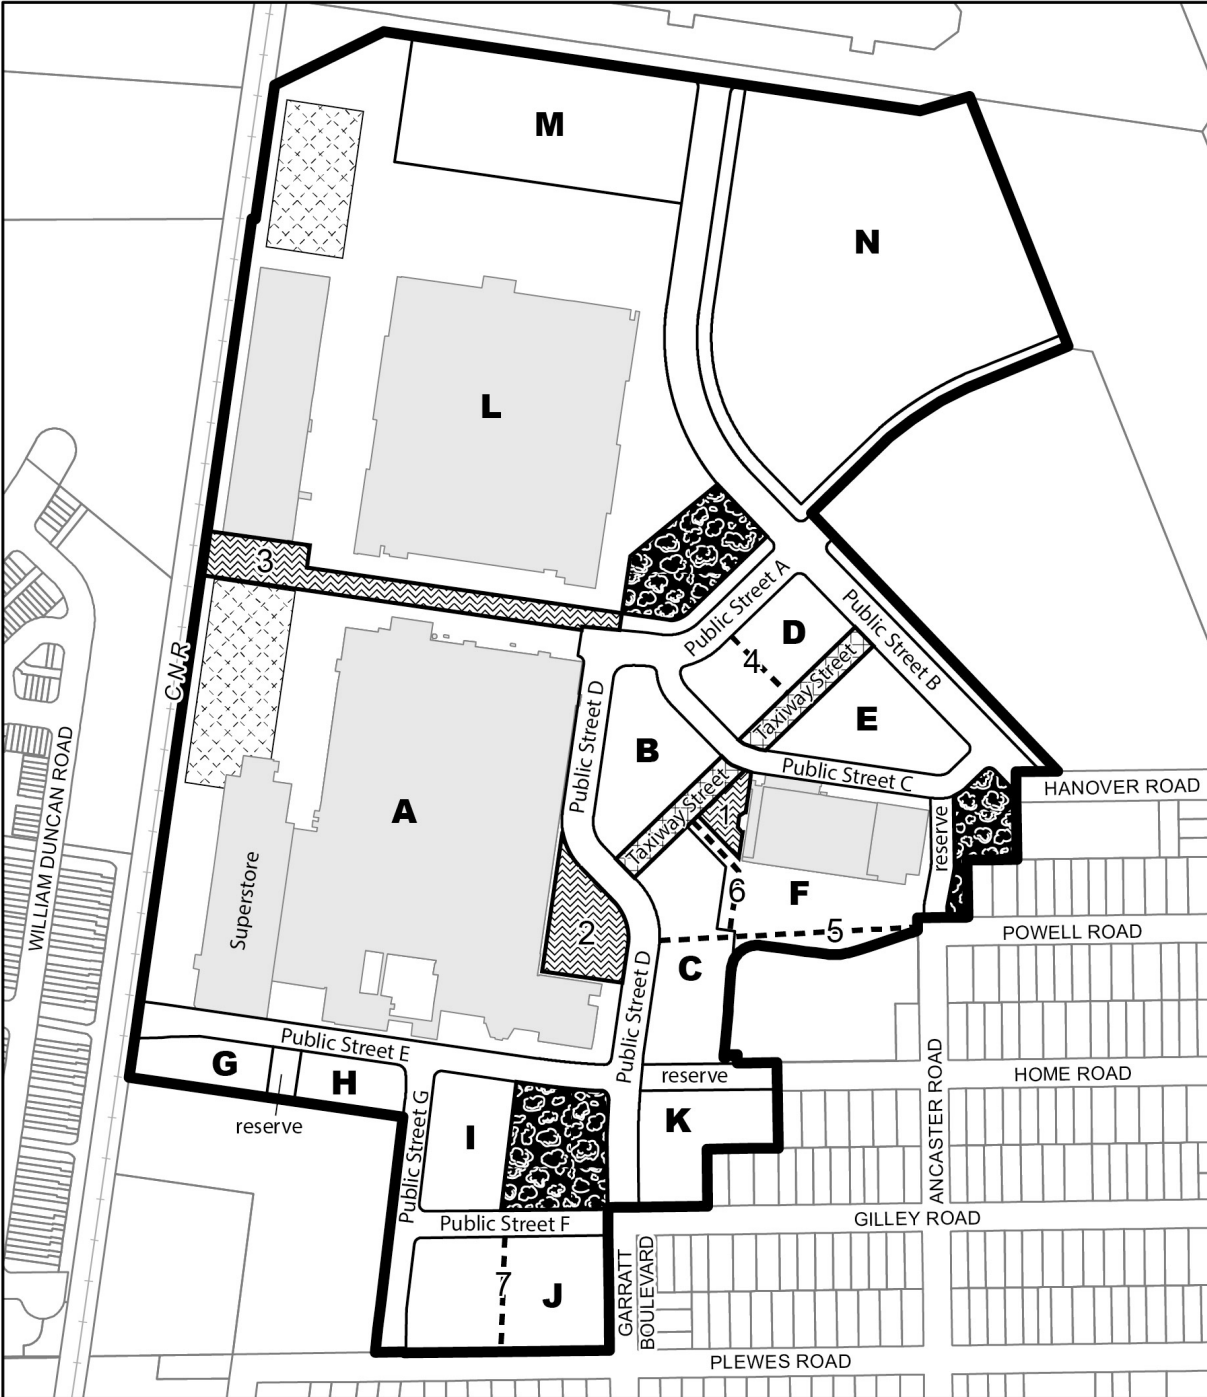 M
N
L
3
Public Street A
D
4
Public Street B
Taxiway Street
C-N-R
Public Street D
B
E
Public Street C
HANOVER ROAD
WILLIAM DUNCAN ROAD
A
Taxiway Street
1
reserve
Superstore
6
F
2
5
POWELL ROAD
C
Public Street D
Public Street E
G
H
reserve
reserve
HOME ROAD
ANCASTER ROAD
K
I
Public Street G
Public Street F
GILLEY ROAD
7
J
GARRATT
BOULEVARD
PLEWES ROAD